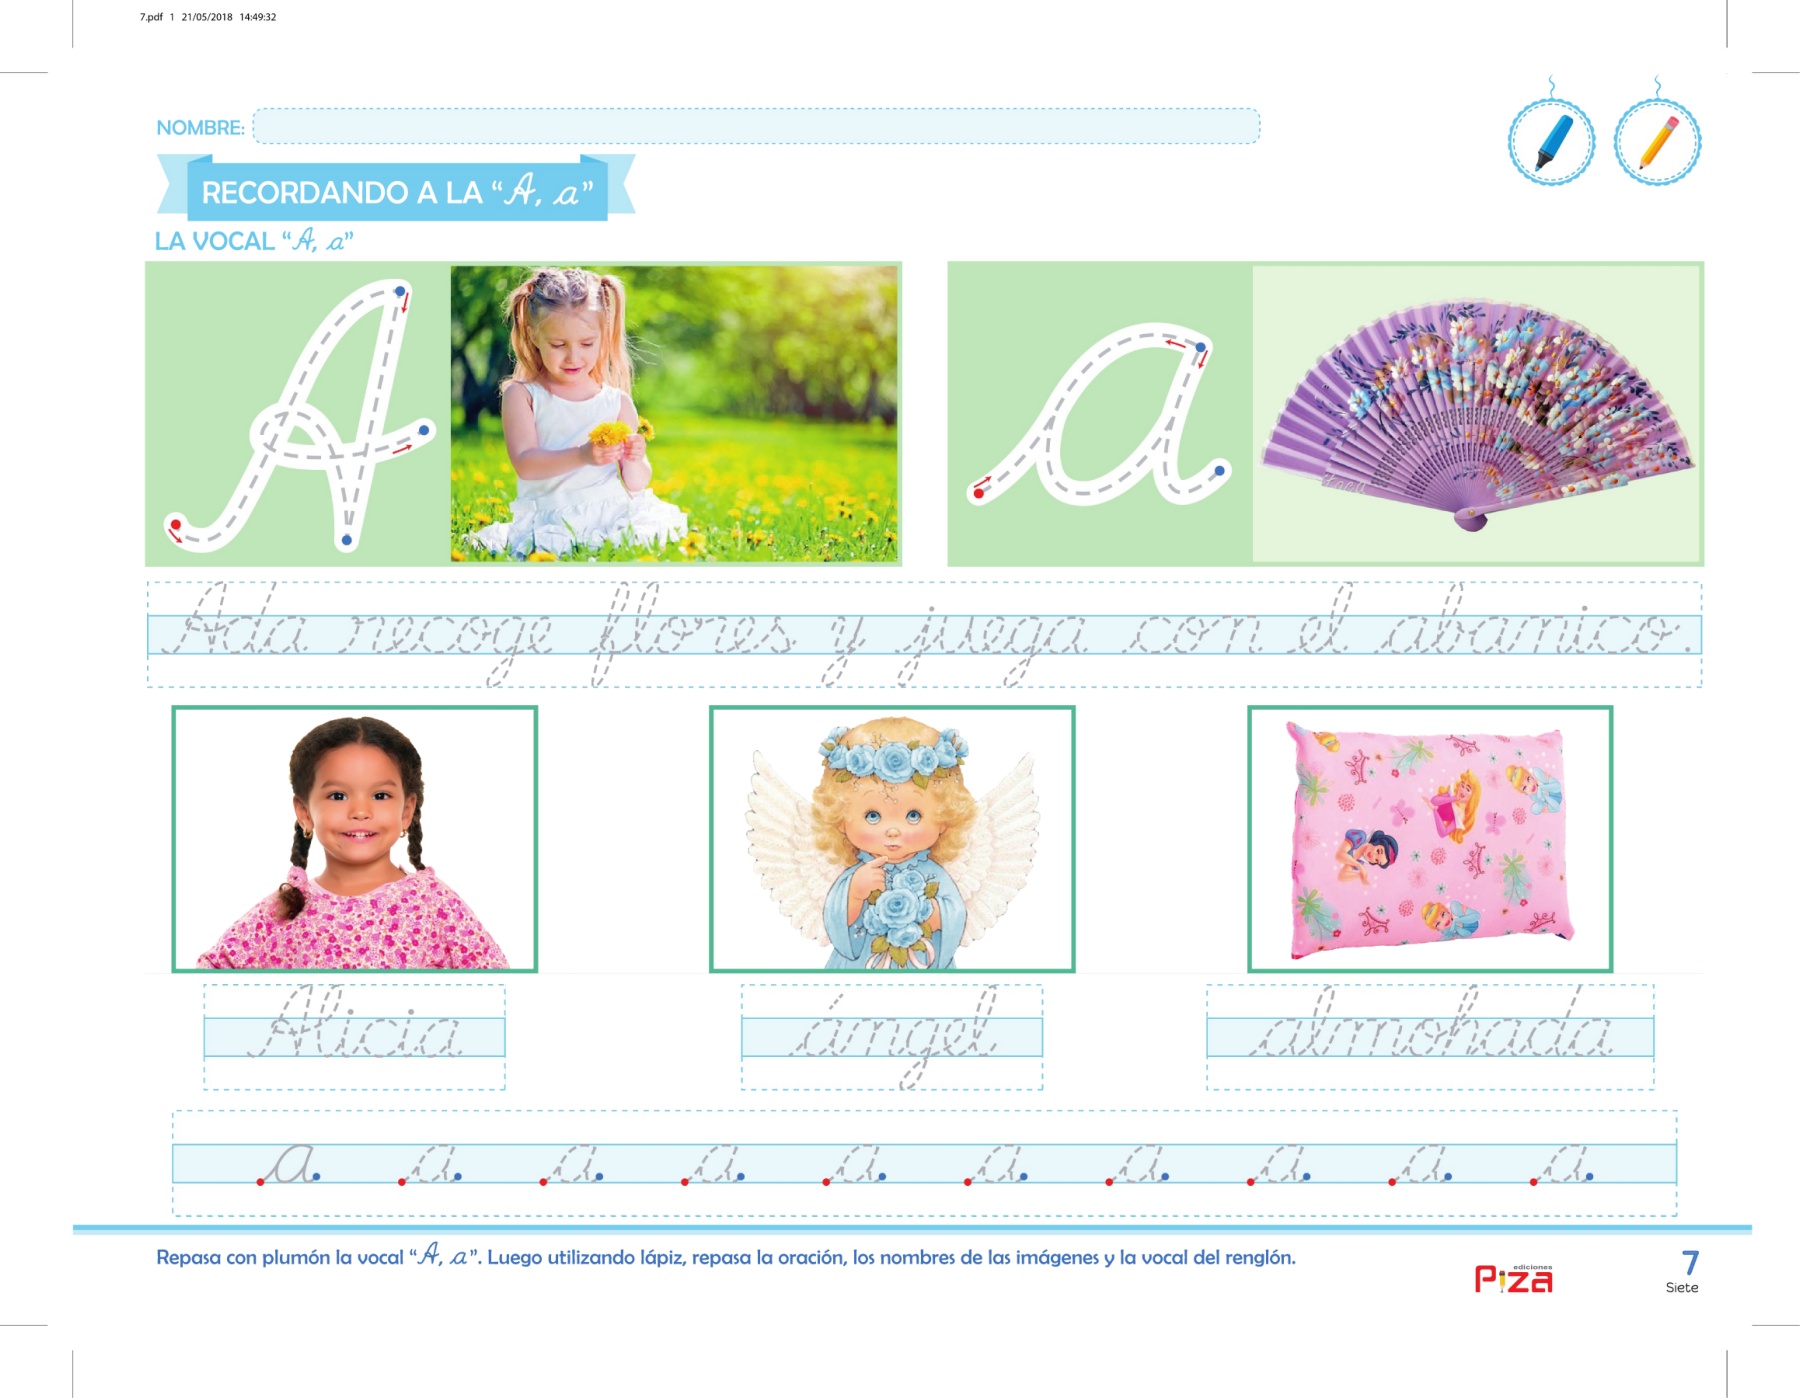 7.pdf 1 21/05/2018 14:49:32
NOMBRE:
RECORDANDO A LA “A, a”
LA VOCAL “A, a”
A a
Ada recoge flores y juega con el abanico.
Alicia ángel almohada
a a a a a a a a a a
Repasa con plumón la vocal “A, a”. Luego utilizando lápiz, repasa la oración, los nombres de las imágenes y la vocal del renglón.
ediciones
Piza
7
Siete